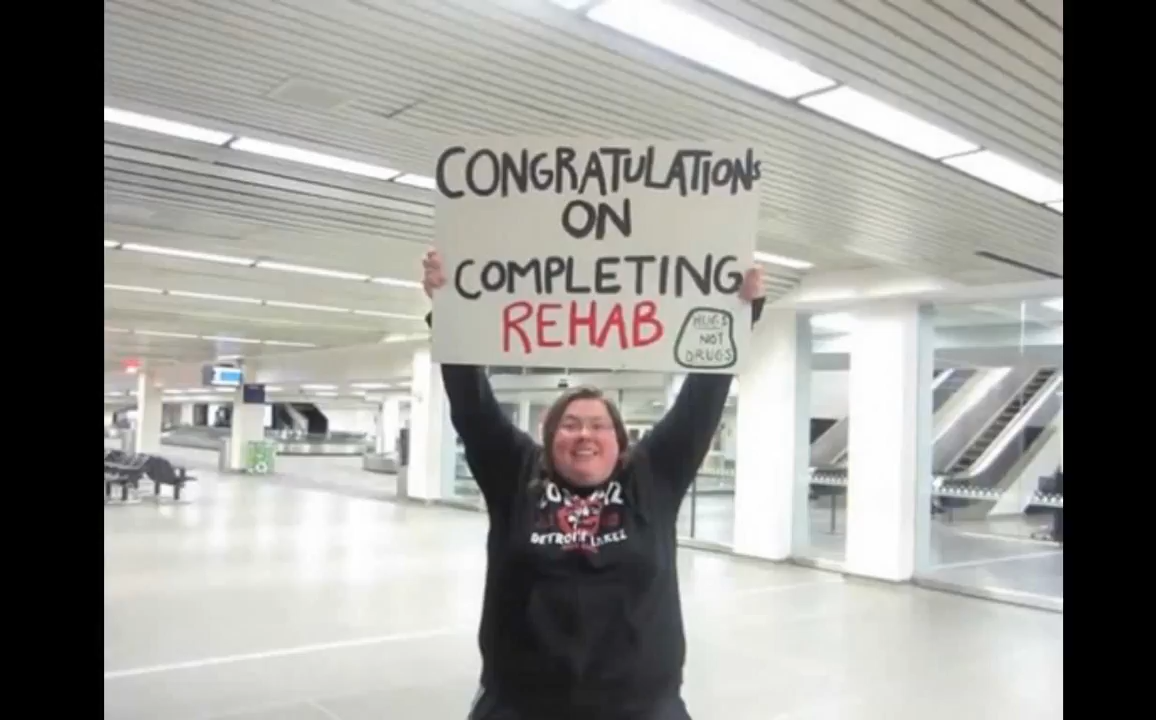 CONGRATULATIONs
ON
COMPLETING
REHAB
HUGS
NOT
DRUGS
DETROIT LAKES